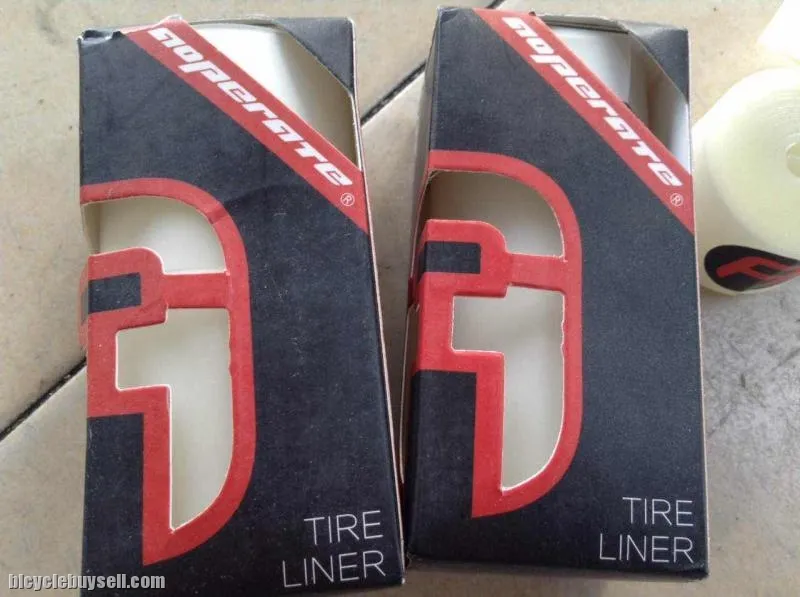 aoperate®
TIRE
LINER
aoperate®
TIRE
LINER
bicyclebuysell.com